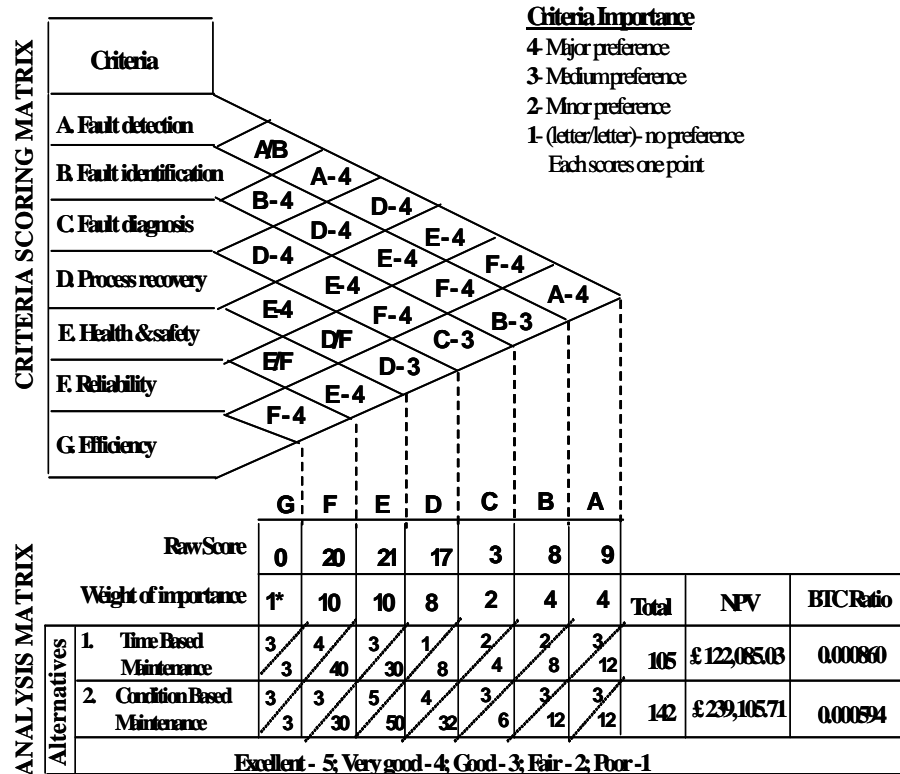 CRITERIA SCORING MATRIX
Criteria
A. Fault detection
B. Fault identification
C. Fault diagnosis
D. Process recovery
E. Health & safety
F. Reliability
G. Efficiency
Criteria Importance
4- Major preference
3- Medium preference
2- Minor preference
1- (letter/letter)- no preference
Each scores one point
A/B
A-4
B-4
D-4
D-4
E-4
D-4
E-4
F-4
E-4
F-4
A-4
E-4
F-4
B-3
D/F
C-3
E/F
D-3
E-4
F-4
G F E D C B A
Raw Score 0 20 21 17 3 8 9
Weight of importance 1* 10 10 8 2 4 4 Total NPV BTC Ratio
ANALYSIS MATRIX
Alternatives
1. Time Based
Maintenance
3 4 3 1 2 2 3
3 40 30 8 4 8 12 105 £122,085.03 0.000860
2. Condition Based
Maintenance
3 3 5 4 3 3 3
3 30 50 32 6 12 12 142 £239,105.71 0.000594
Excellent - 5; Very good - 4; Good - 3; Fair - 2; Poor -1